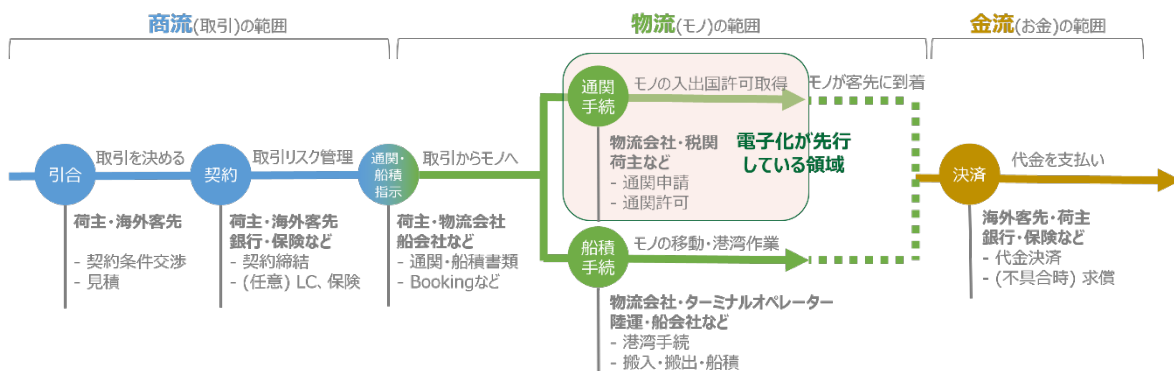 商流(取引)の範囲
物流(モノ)の範囲
金流(お金)の範囲
引合
取引を決める
荷主・海外客先
- 契約条件交渉
- 見積
契約
取引リスク管理
荷主・海外客先
銀行・保険など
- 契約締結
- (任意) LC、保険
通関・
船積
指示
取引からモノへ
荷主・物流会社
船会社など
- 通関・船積書類
- Bookingなど
通関
手続
モノの入出国許可取得
物流会社・税関
荷主など
- 通関申請
- 通関許可
電子化が先行
している領域
モノが客先に到着
船積
手続
モノの移動・港湾作業
物流会社・ターミナルオペレーター
陸運・船会社など
- 港湾手続
- 搬入・搬出・船積
決済
代金を支払い
海外客先・荷主
銀行・保険など
- 代金決済
- (不具合時) 求償